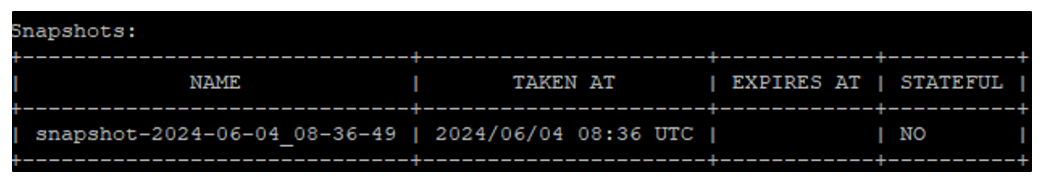 Snapshots:
+-------------------------------+----------------------+------------+----------+
| NAME | TAKEN AT | EXPIRES AT | STATEFUL |
+-------------------------------+----------------------+------------+----------+
| snapshot-2024-06-04_08-36-49 | 2024/06/04 08:36 UTC | | NO |
+-------------------------------+----------------------+------------+----------+